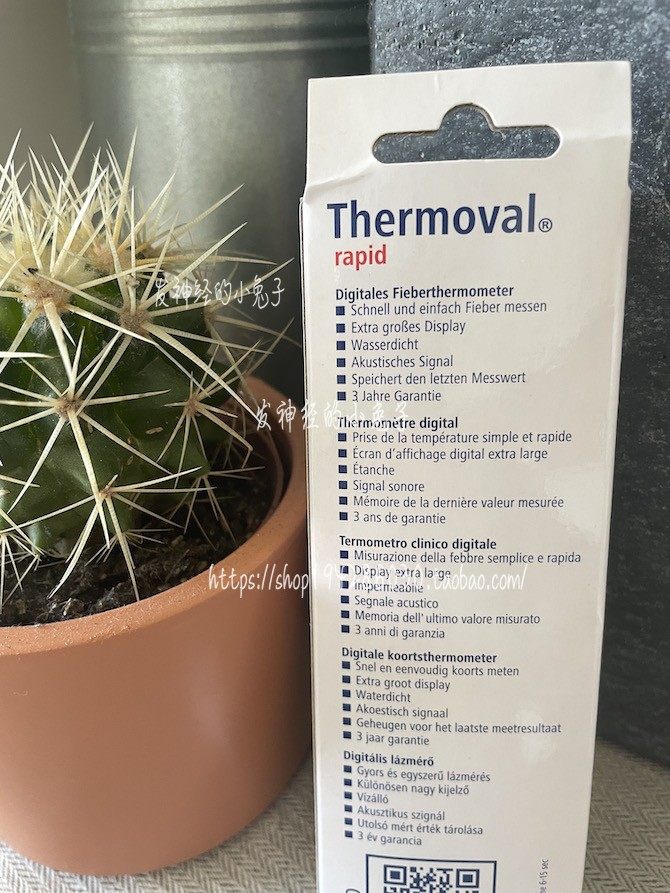 Thermoval®
rapid
Digitales Fieberthermometer
■ Schnell und einfach Fieber messen
■ Extra großes Display
■ Wasserdicht
■ Akustisches Signal
■ Speichert den letzten Messwert
■ 3 Jahre Garantie
Thermomètre digital
■ Prise de la température simple et rapide
■ Écran d'affichage digital extra large
■ Étanche
■ Signal sonore
■ Mémoire de la dernière valeur mesurée
■ 3 ans de garantie
Termometro clinico digitale
■ Misurazione della febbre semplice e rapida
■ Display extra large
■ Impermeabile
■ Segnale acustico
■ Memoria dell'ultimo valore misurato
■ 3 anni di garanzia
Digitale koortsthermometer
■ Snel en eenvoudig koorts meten
■ Extra groot display
■ Waterdicht
■ Akoestisch signaal
■ Geheugen voor het laatste meetresultaat
■ 3 jaar garantie
Digitális lázmérő
■ Gyors és egyszerű lázmérés
■ Különösen nagy kijelző
■ Vízálló
■ Akusztikus szignál
■ Utolsó mért érték tárolása
■ 3 év garancia
6-15 sec
发神经的小兔子
发神经的小兔子